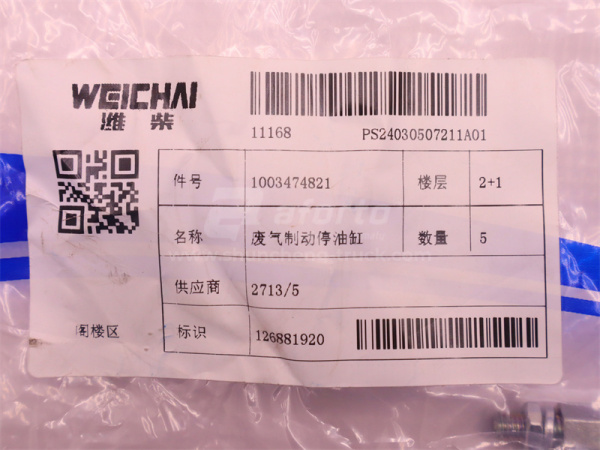 WEICHAI
潍柴
11168 PS24030507211A01
件号 1003474821 楼层 2+1
aforto
名称 废气制动停油缸 数量 5
供应商 2713/5
阁楼区 标识 126881920